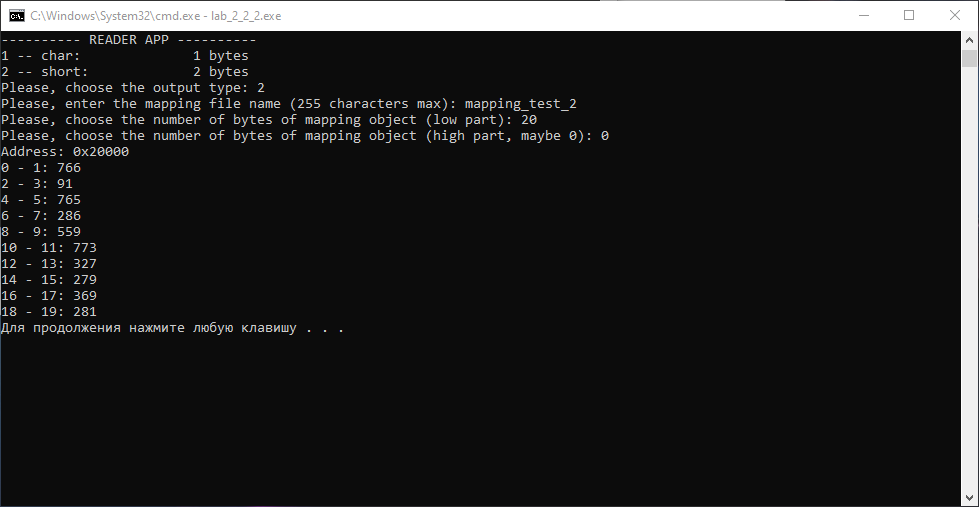 C:\Windows\System32\cmd.exe - lab_2_2_2.exe
---------- READER APP ----------
1 -- char:              1 bytes
2 -- short:             2 bytes
Please, choose the output type: 2
Please, enter the mapping file name (255 characters max): mapping_test_2
Please, choose the number of bytes of mapping object (low part): 20
Please, choose the number of bytes of mapping object (high part, maybe 0): 0
Address: 0x20000
0 - 1: 766
2 - 3: 91
4 - 5: 765
6 - 7: 286
8 - 9: 559
10 - 11: 773
12 - 13: 327
14 - 15: 279
16 - 17: 369
18 - 19: 281
Для продолжения нажмите любую клавишу . . .